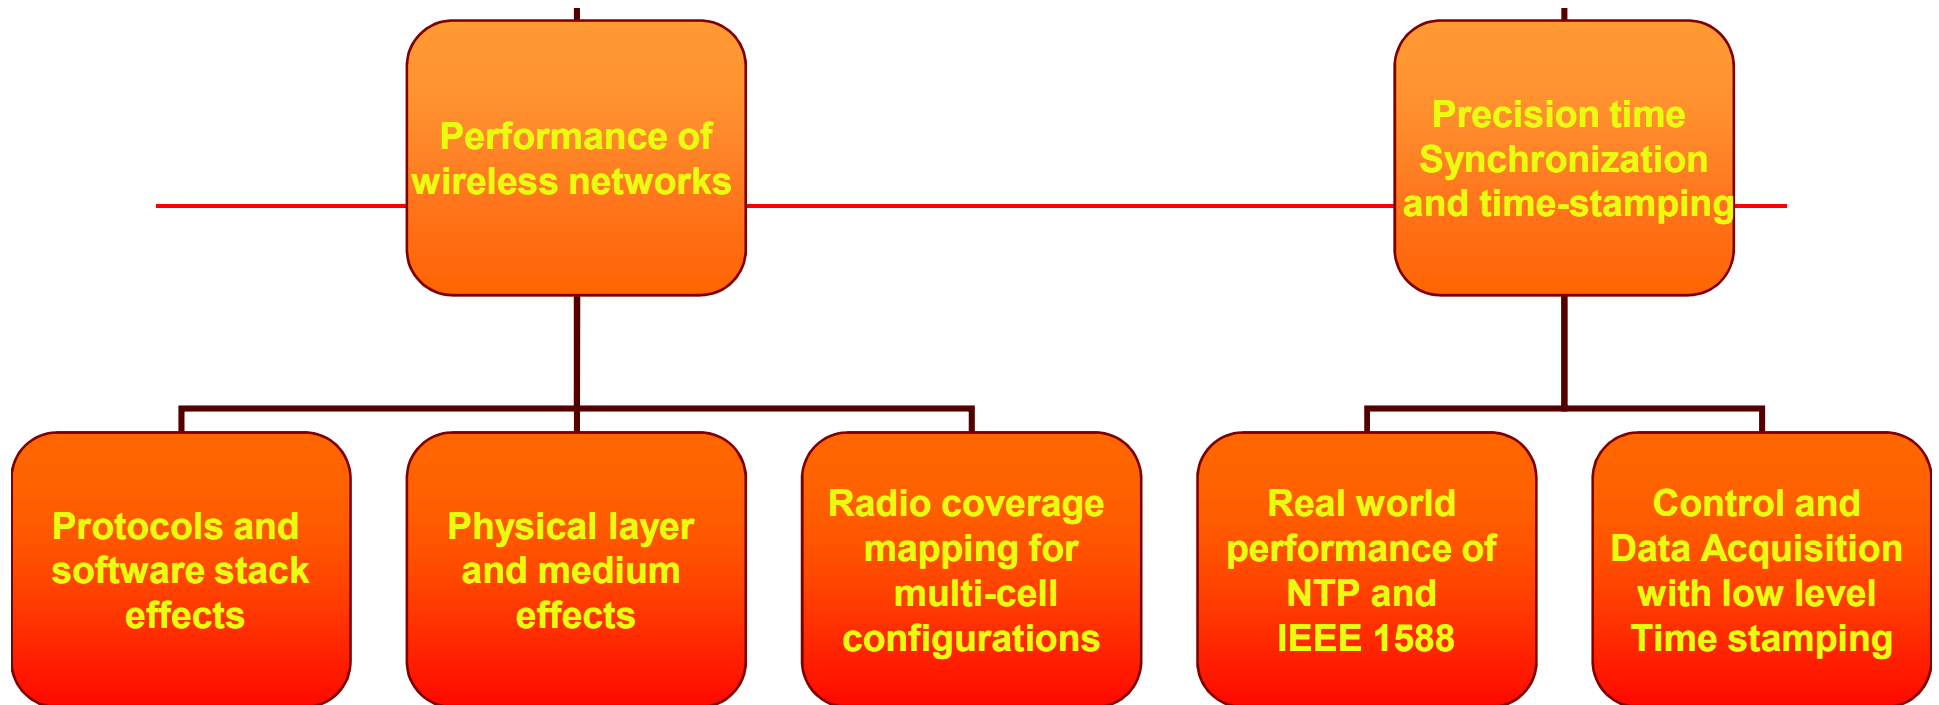 Performance of
wireless networks
Precision time
Synchronization
and time-stamping
Protocols and
software stack
effects
Physical layer
and medium
effects
Radio coverage
mapping for
multi-cell
configurations
Real world
performance of
NTP and
IEEE 1588
Control and
Data Acquisition
with low level
Time stamping